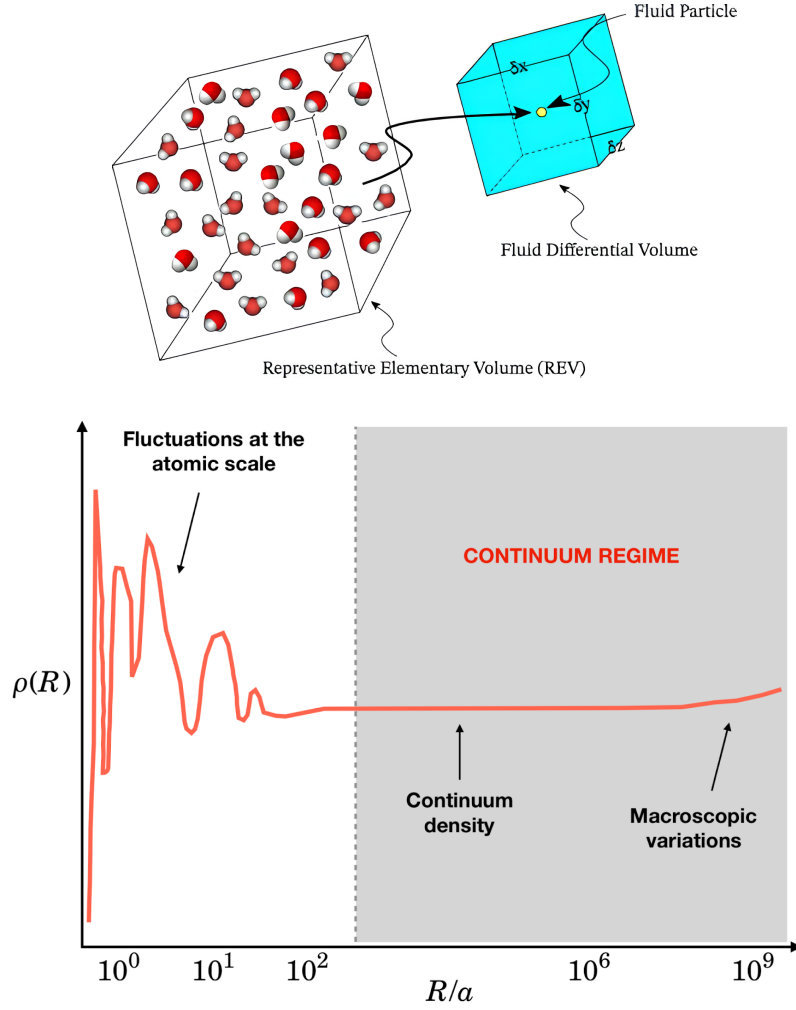 Fluid Particle
δx
δy
δz
Fluid Differential Volume
Representative Elementary Volume (REV)
Fluctuations at the
atomic scale
CONTINUUM REGIME
ρ(R)
Continuum
density
Macroscopic
variations
10⁰ 10¹ 10² 10⁶ 10⁹
R/a